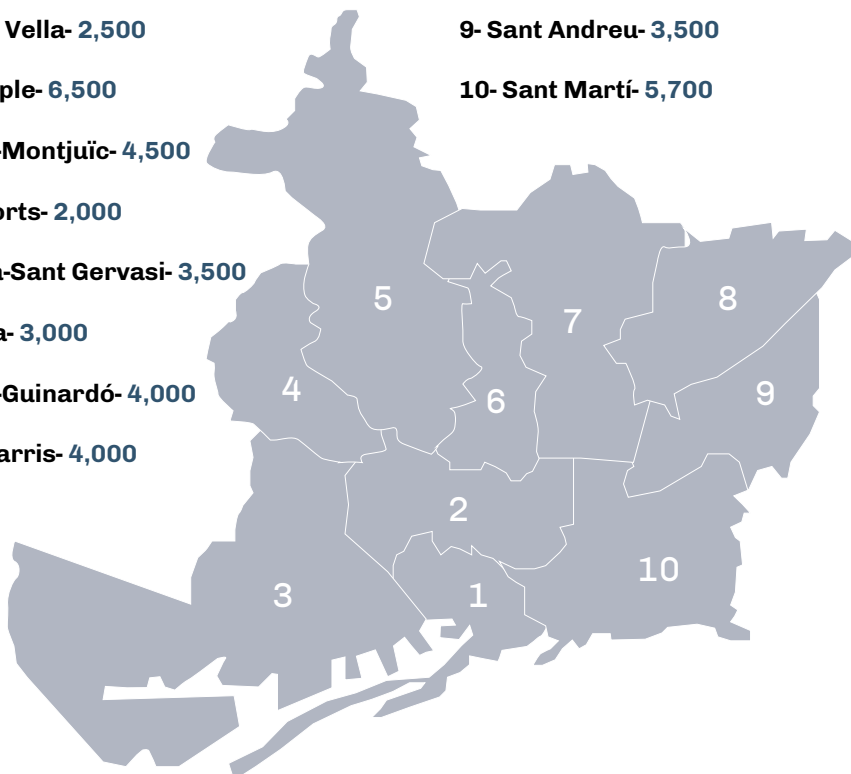 Vella- 2,500
ple- 6,500
-Montjuïc- 4,500
orts- 2,000
a-Sant Gervasi- 3,500
a- 3,000
-Guinardó- 4,000
arris- 4,000
9- Sant Andreu- 3,500
10- Sant Martí- 5,700
5
7
8
4
6
9
2
10
3
1